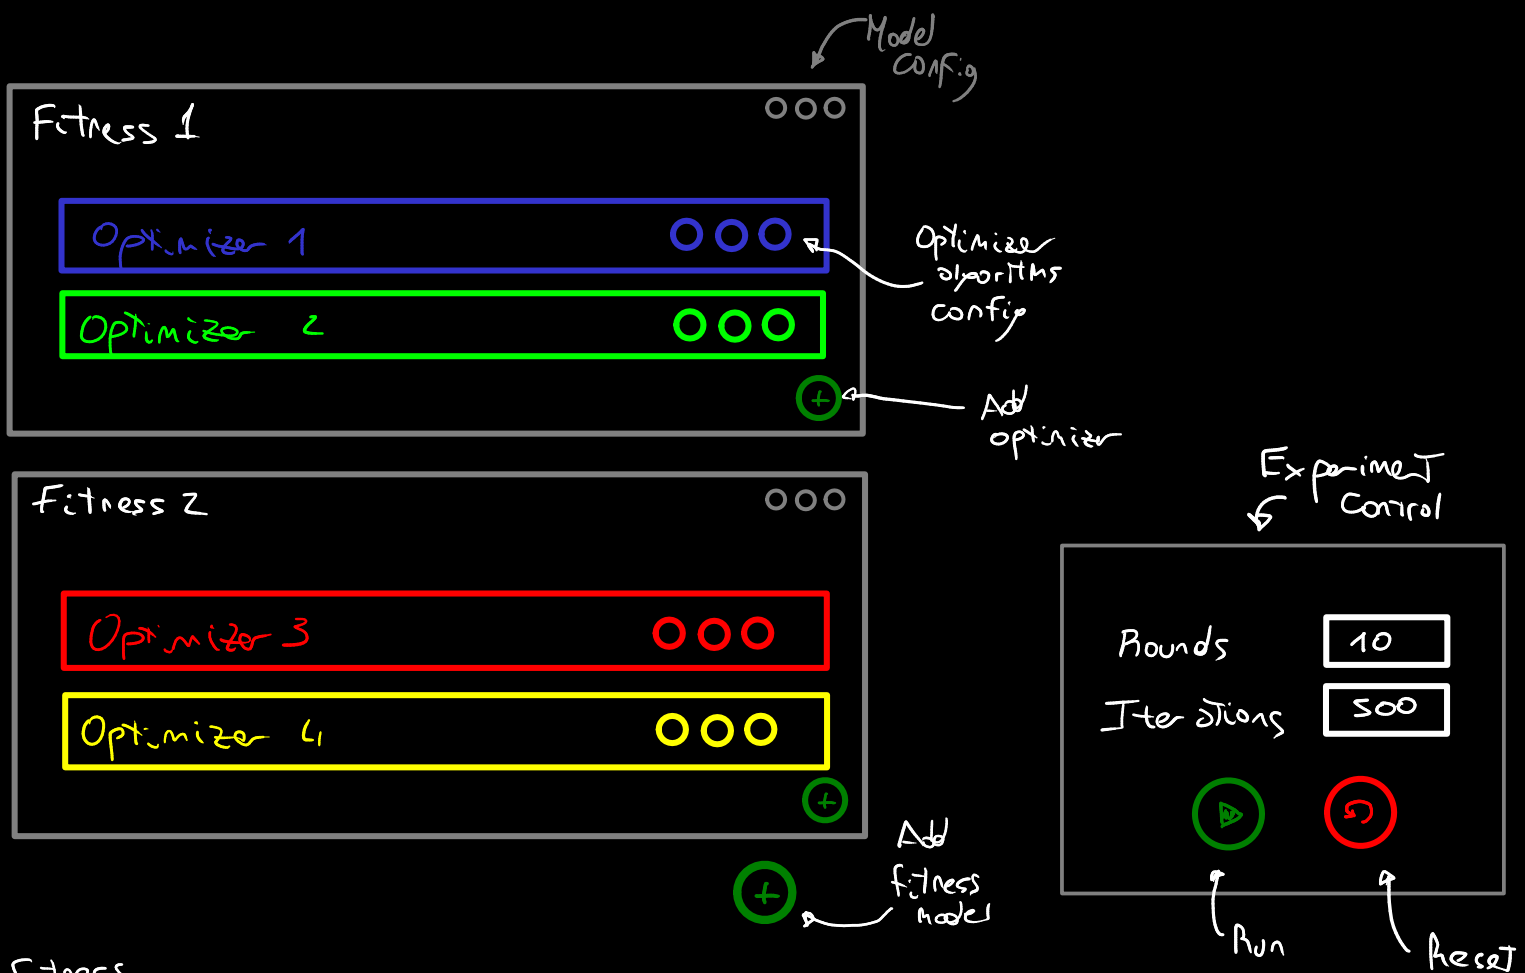 Model
config
Fitness 1
Optimizer 1
Optimizer
algorithms
config
Optimizer 2
+
Add
optimizer
Fitness 2
Optimizer 3
Optimizer 4
+
Add
fitness
model
+
Experiment
Control
Rounds 10
Iterations 500
Run
Reset
Fitness